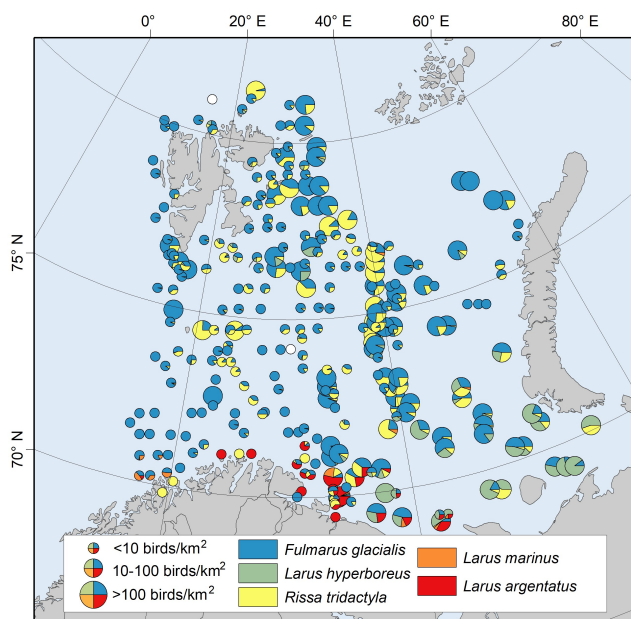 0° 20° E 40° E 60° E 80° E
75° N
70° N
<10 birds/km2
10-100 birds/km2
>100 birds/km2
Fulmarus glacialis
Larus hyperboreus
Rissa tridactyla
Larus marinus
Larus argentatus